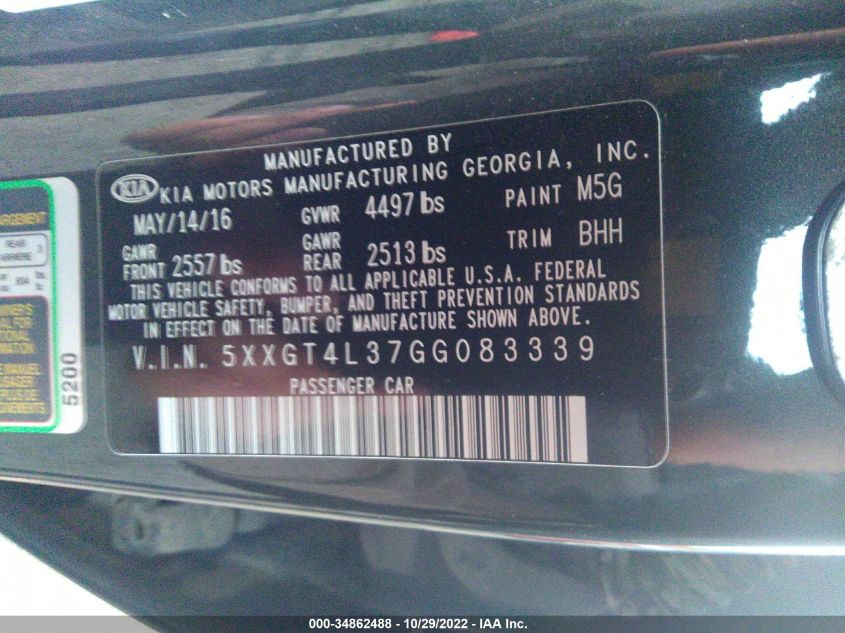 MANUFACTURED BY
KIA KIA MOTORS MANUFACTURING GEORGIA, INC.
MAY/14/16 GVWR 4497 lbs PAINT M5G
GAWR FRONT 2557 lbs GAWR REAR 2513 lbs TRIM BHH
THIS VEHICLE CONFORMS TO ALL APPLICABLE U.S.A. FEDERAL
MOTOR VEHICLE SAFETY, BUMPER, AND THEFT PREVENTION STANDARDS
IN EFFECT ON THE DATE OF MANUFACTURE SHOWN ABOVE.
V.I.N. 5XXGT4L37GG083339
PASSENGER CAR
REAR
5200
000-34862488 - 10/29/2022 - IAA Inc.